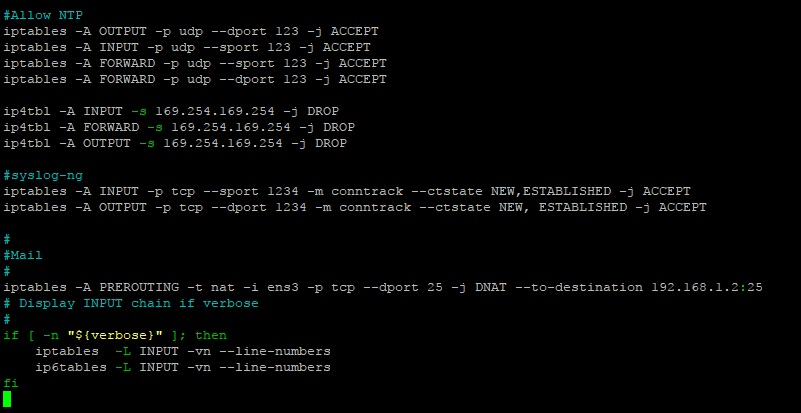 #Allow NTP
iptables -A OUTPUT -p udp --dport 123 -j ACCEPT
iptables -A INPUT -p udp --sport 123 -j ACCEPT
iptables -A FORWARD -p udp --sport 123 -j ACCEPT
iptables -A FORWARD -p udp --dport 123 -j ACCEPT
ip4tbl -A INPUT -s 169.254.169.254 -j DROP
ip4tbl -A FORWARD -s 169.254.169.254 -j DROP
ip4tbl -A OUTPUT -s 169.254.169.254 -j DROP
#syslog-ng
iptables -A INPUT -p tcp --sport 1234 -m conntrack --ctstate NEW,ESTABLISHED -j ACCEPT
iptables -A OUTPUT -p tcp --dport 1234 -m conntrack --ctstate NEW, ESTABLISHED -j ACCEPT
#
#Mail
#
iptables -A PREROUTING -t nat -i ens3 -p tcp --dport 25 -j DNAT --to-destination 192.168.1.2:25
# Display INPUT chain if verbose
#
if [ -n "${verbose}" ]; then
    iptables  -L INPUT -vn --line-numbers
    ip6tables -L INPUT -vn --line-numbers
fi